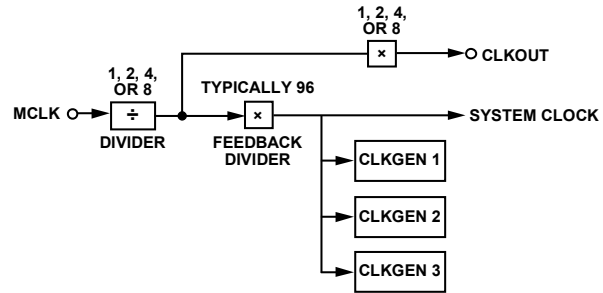 1, 2, 4,
OR 8
×
CLKOUT
1, 2, 4,
OR 8
TYPICALLY 96
MCLK
÷
×
SYSTEM CLOCK
DIVIDER
FEEDBACK
DIVIDER
CLKGEN 1
CLKGEN 2
CLKGEN 3